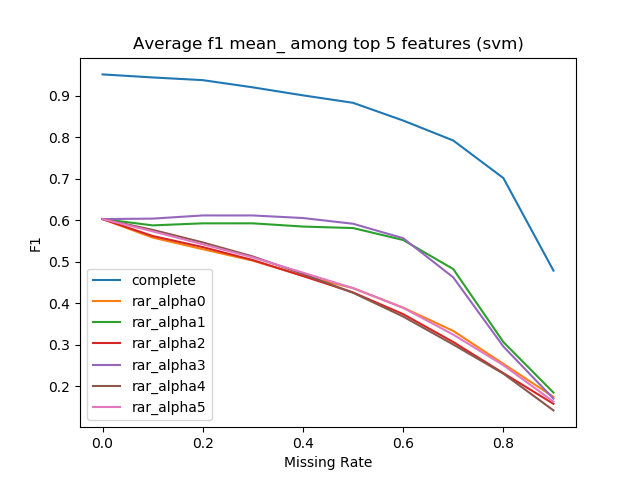 Average f1 mean_ among top 5 features (svm)
F1
0.9
0.8
0.7
0.6
0.5
0.4
0.3
0.2
complete
rar_alpha0
rar_alpha1
rar_alpha2
rar_alpha3
rar_alpha4
rar_alpha5
0.0 0.2 0.4 0.6 0.8
Missing Rate